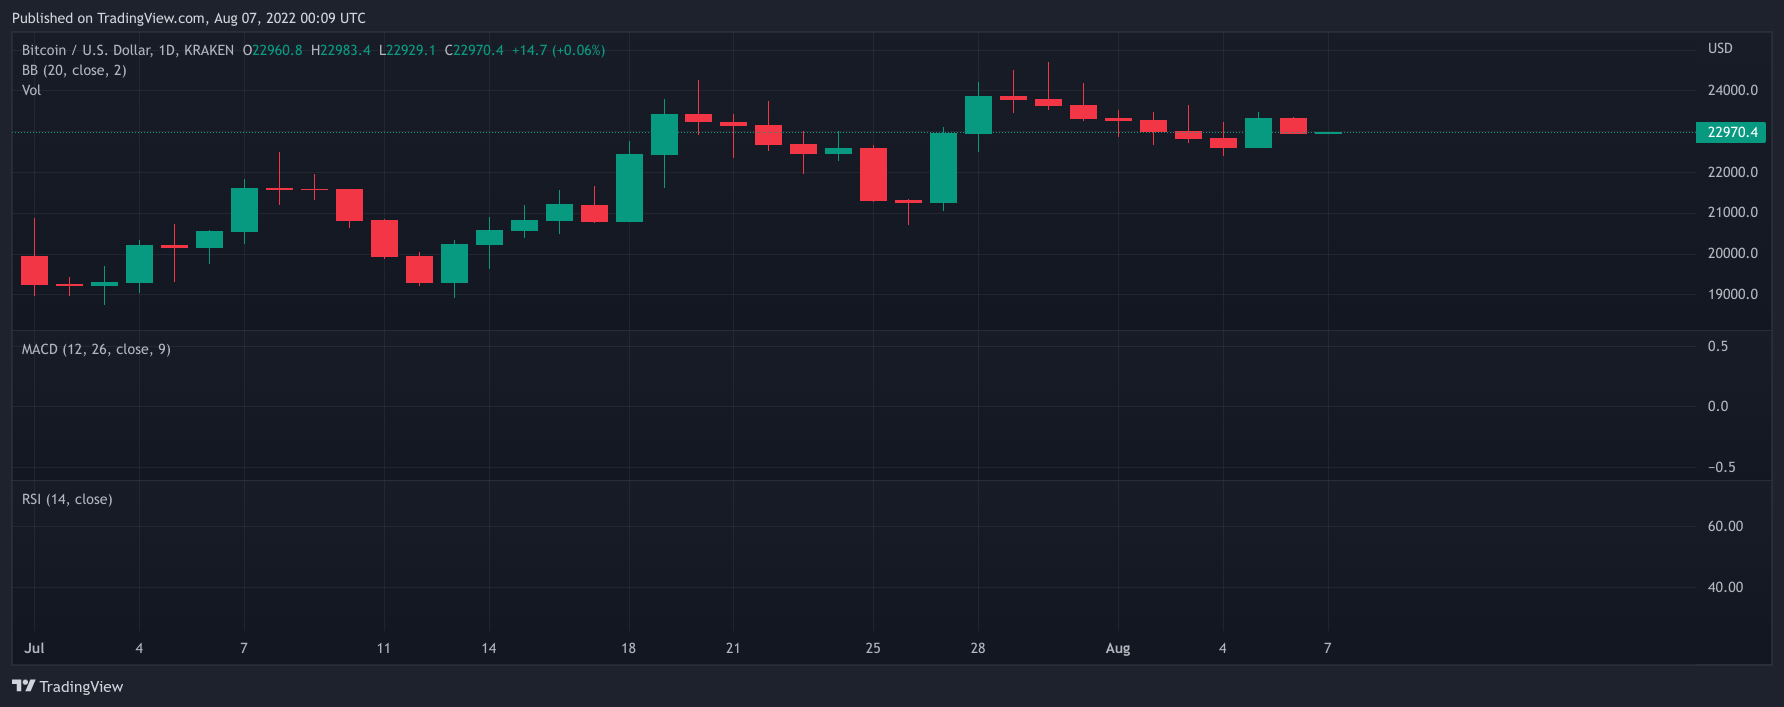 Published on TradingView.com, Aug 07, 2022 00:09 UTC
Bitcoin / U.S. Dollar, 1D, KRAKEN O22960.8 H22983.4 L22929.1 C22970.4 +14.7 (+0.06%)
BB (20, close, 2)
Vol
USD
24000.0
22970.4
22000.0
21000.0
20000.0
19000.0
MACD (12, 26, close, 9)
0.5
0.0
−0.5
RSI (14, close)
60.00
40.00
Jul 4 7 11 14 18 21 25 28 Aug 4 7
TradingView